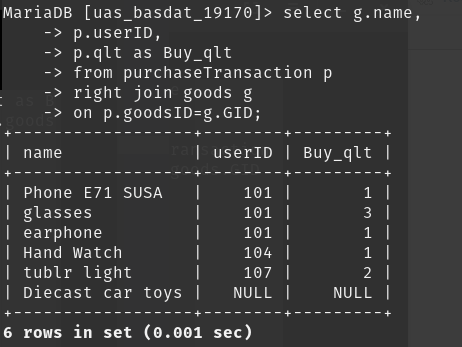 MariaDB [uas_basdat_19170]> select g.name,
    -> p.userID,
    -> p.qlt as Buy_qlt
    -> from purchaseTransaction p
    -> right join goods g
    -> on p.goodsID=g.GID;
+-------------------+--------+---------+
| name              | userID | Buy_qlt |
+-------------------+--------+---------+
| Phone E71 SUSA    |    101 |       1 |
| glasses           |    101 |       3 |
| earphone          |    101 |       1 |
| Hand Watch        |    104 |       1 |
| tublr light       |    107 |       2 |
| Diecast car toys  |   NULL |    NULL |
+-------------------+--------+---------+
6 rows in set (0.001 sec)